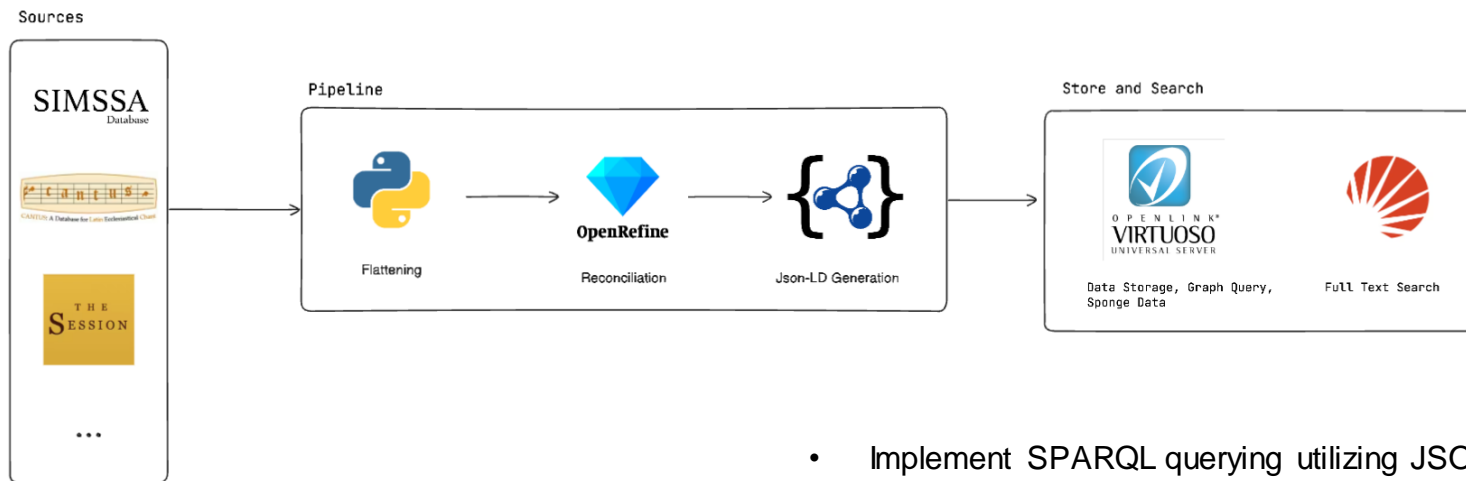 Sources
SIMSSA
Database
cantus
CANTUS: A Database for Latin Ecclesiastical Chant
THE
SESSION
...
Pipeline
Flattening
OpenRefine
Reconciliation
{ }
Json-LD Generation
Store and Search
OPENLINK®
VIRTUOSO
UNIVERSAL SERVER
Data Storage, Graph Query,
Sponge Data
Full Text Search
• Implement SPARQL querying utilizing JSO